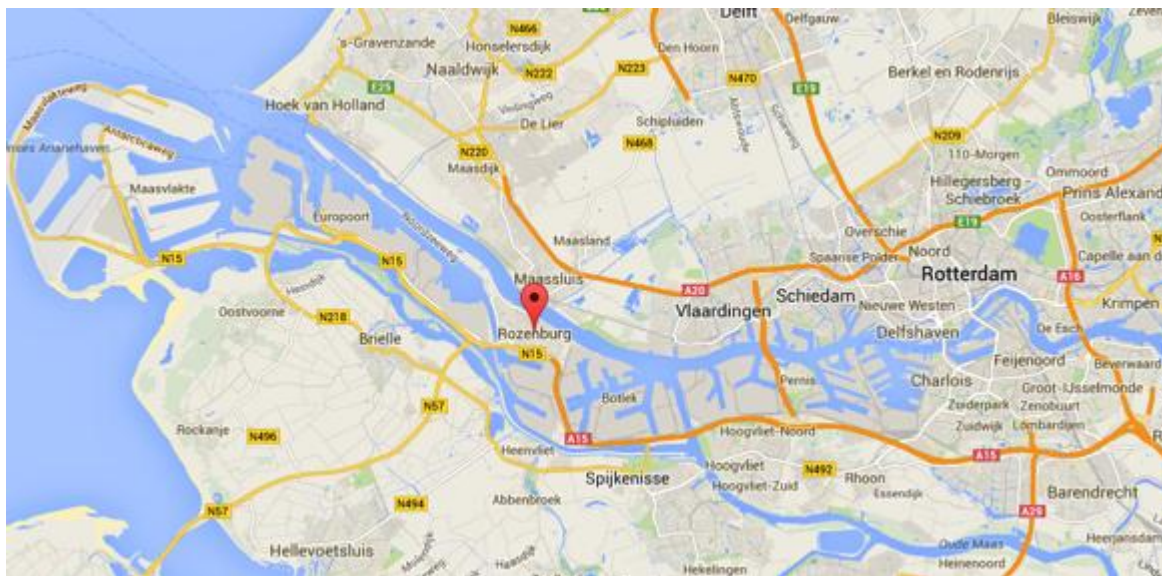 Delft
Delfgauw
Bleiswijk
N466
's-Gravenzande
Honselersdijk
Den Hoorn
Naaldwijk
N222
N223
N470
Berkel en Rodenrijs
E25
E19
Maasvlakteweg
Hoek van Holland
De Lier
Schipluiden
N209
Antarcticaweg
N468
110-Morgen
N220
Maasdijk
Ommoord
Maasvlakte
Hillegersberg -
Schiebroek
Prins Alexand
Europoort
E19
Oosterflank
Noordzeeweg
Overschie
Maasland
N15
N15
Spaanse Polder
Noord
Capelle aan d
Maassluis
Rotterdam
A16
A20
Schiedam
Oostvoorne
Vlaardingen
Nieuwe Westen
Krimpen
N218
Brielle
Rozenburg
Delfshaven
De Esch
N15
Feijenoord
Beverwaard
Pernis
Charlois
Groot-IJsselmonde
Botlek
N57
Zuiderpark
Zenobuurt
Rockanje
N496
Zuidwijk
Lombardijen
Hoogvliet-Noord
A15
Heenvliet
A15
Hoogvliet
N492
Spijkenisse
Rhoon
Hoogvliet-Zuid
Essendijk
Barendrecht
N494
Abbenbroek
N57
A29
Heerjansdam
Hellevoetsluis
Oude Maas
Heinenoord
Hekelingen